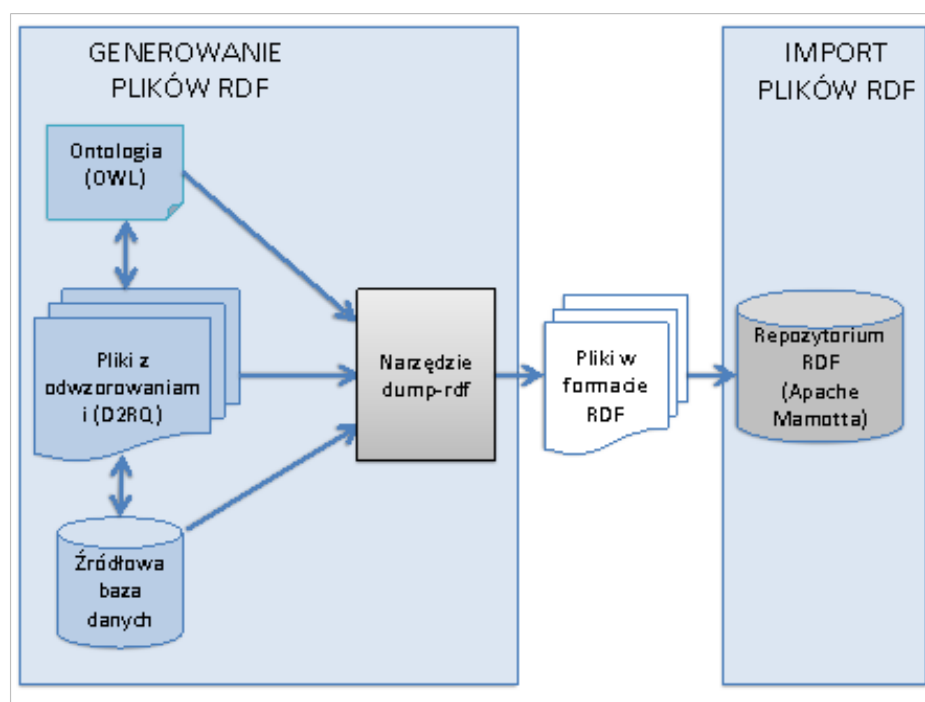 GENEROWANIE
PLIKÓW RDF
IMPORT
PLIKÓW RDF
Ontologia
(OWL)
Pliki z
odwzorowaniam
i (D2RQ)
Źródłowa
baza
danych
Narzędzie
dump-rdf
Pliki w
formacie
RDF
Repozytorium
RDF
(Apache
Mamotta)